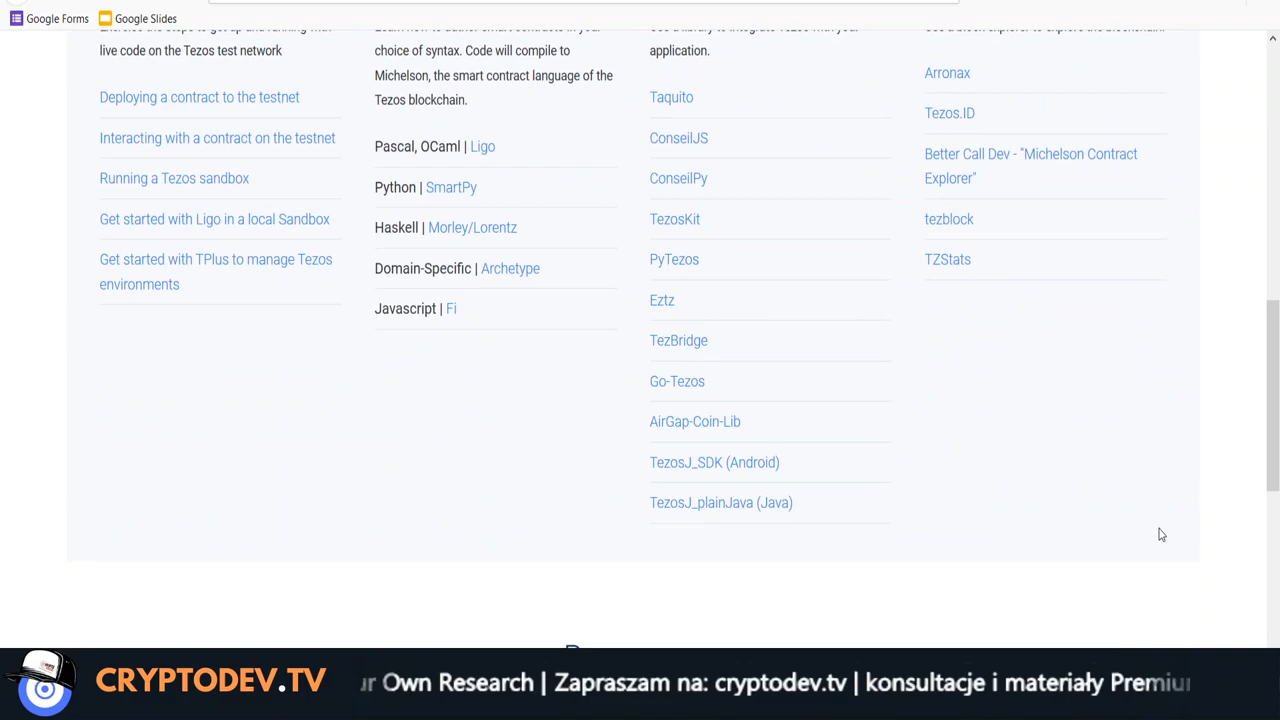 Google Forms
Google Slides
live code on the Tezos test network
Deploying a contract to the testnet
Interacting with a contract on the testnet
Running a Tezos sandbox
Get started with Ligo in a local Sandbox
Get started with TPlus to manage Tezos
environments
choice of syntax. Code will compile to
Michelson, the smart contract language of the
Tezos blockchain.
Pascal, OCaml | Ligo
Python | SmartPy
Haskell | Morley/Lorentz
Domain-Specific | Archetype
Javascript | Fi
application.
Taquito
ConseilJS
ConseilPy
TezosKit
PyTezos
Eztz
TezBridge
Go-Tezos
AirGap-Coin-Lib
TezosJ_SDK (Android)
TezosJ_plainJava (Java)
Arronax
Tezos.ID
Better Call Dev - "Michelson Contract
Explorer"
tezblock
TZStats
CRYPTODEV.TV
Own Research | Zapraszam na: cryptodev.tv | konsultacje i materiały Premium